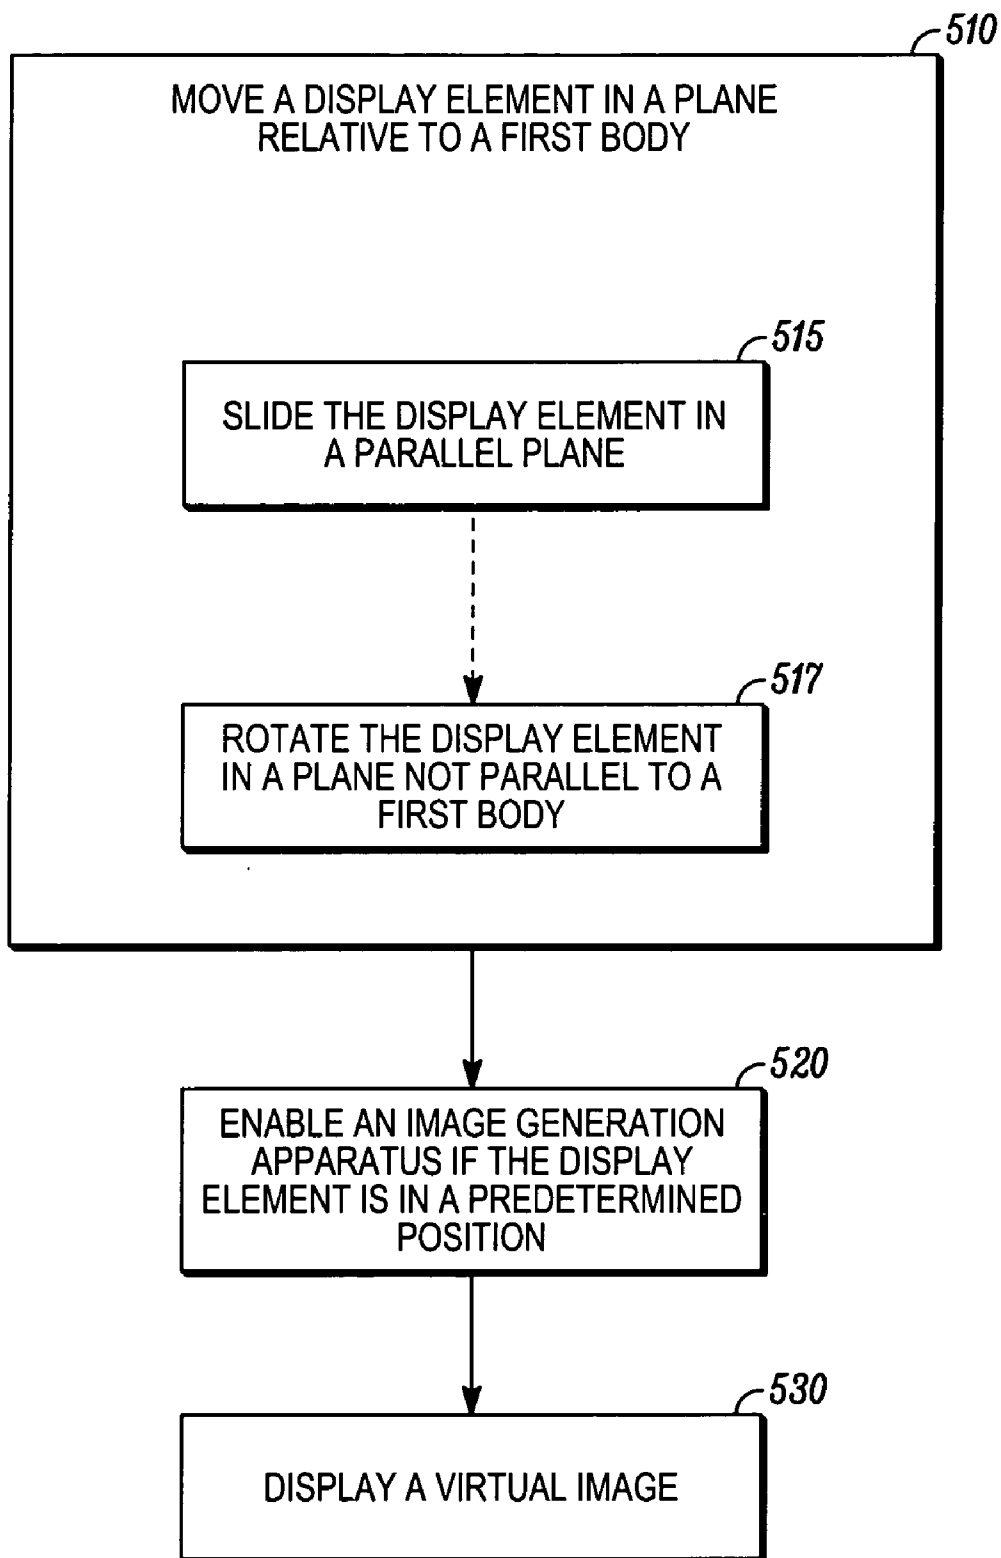 510
MOVE A DISPLAY ELEMENT IN A PLANE
RELATIVE TO A FIRST BODY
515
SLIDE THE DISPLAY ELEMENT IN
A PARALLEL PLANE
517
ROTATE THE DISPLAY ELEMENT
IN A PLANE NOT PARALLEL TO A
FIRST BODY
520
ENABLE AN IMAGE GENERATION
APPARATUS IF THE DISPLAY
ELEMENT IS IN A PREDETERMINED
POSITION
530
DISPLAY A VIRTUAL IMAGE